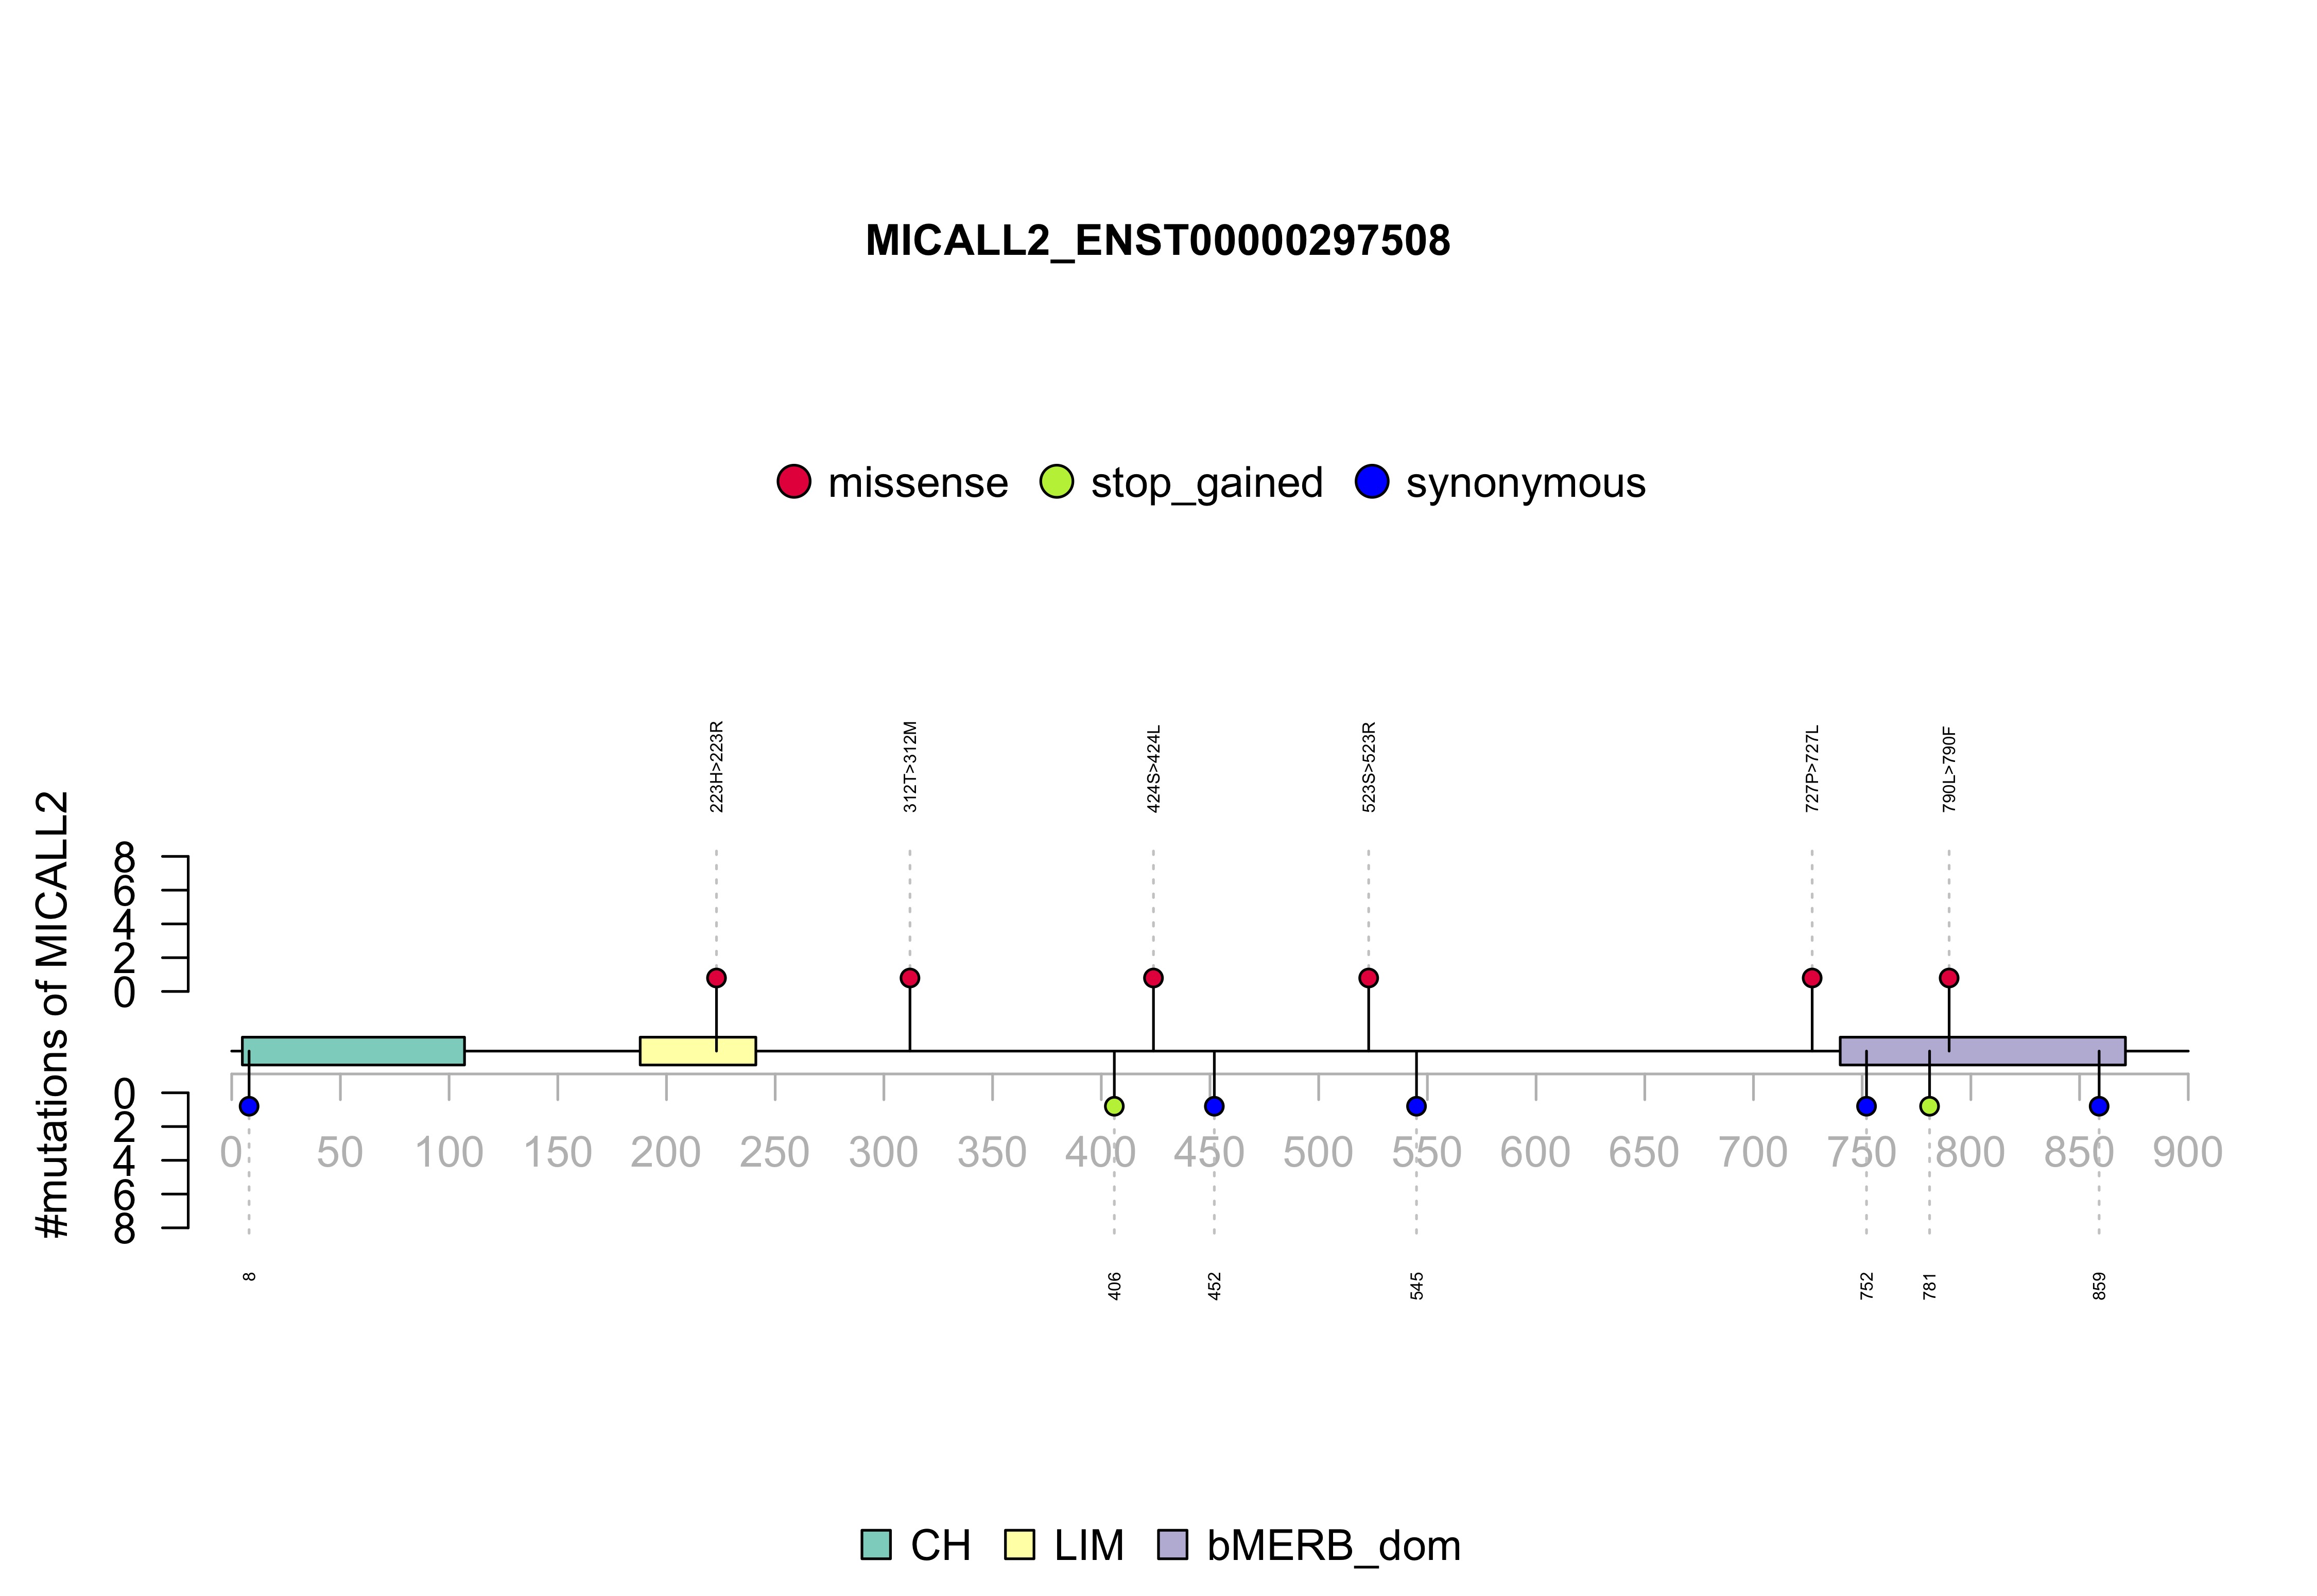 MICALL2_ENST00000297508
missense stop_gained synonymous
223H>223R 312T>312M 424S>424L 523S>523R 727P>727L 790L>790F
#mutations of MICALL2
8
6
4
2
0
0
2
4
6
8
0 50 100 150 200 250 300 350 400 450 500 550 600 650 700 750 800 850 900
8 406 452 545 752 781 859
CH LIM bMERB_dom